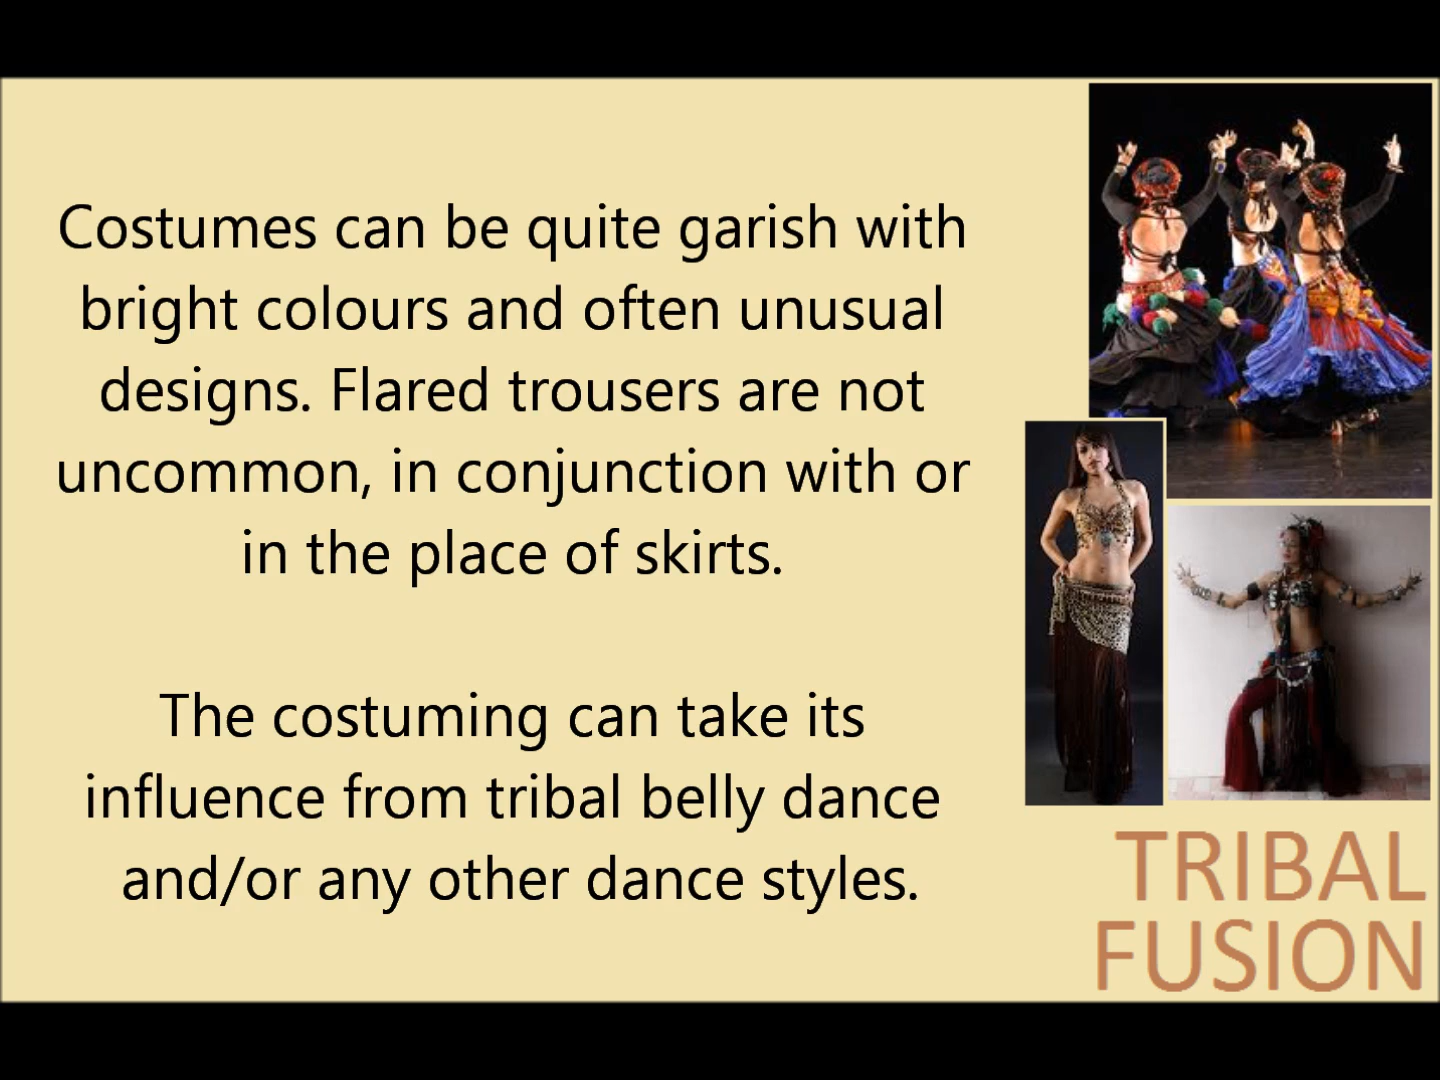 Costumes can be quite garish with
bright colours and often unusual
designs. Flared trousers are not
uncommon, in conjunction with or
in the place of skirts.
The costuming can take its
influence from tribal belly dance
and/or any other dance styles.
TRIBAL
FUSION